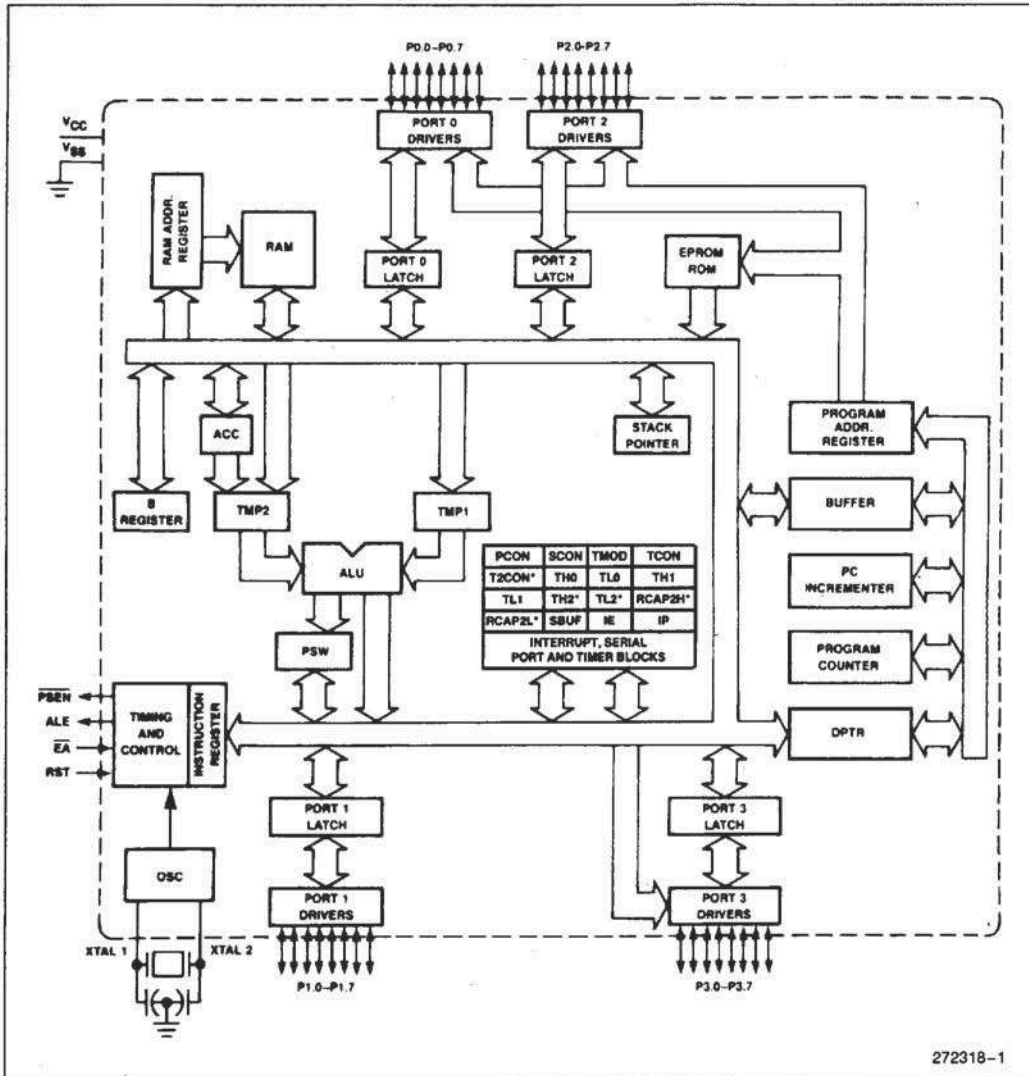 P0.0–P0.7
P2.0–P2.7
VCC
VSS
PORT 0
DRIVERS
PORT 2
DRIVERS
RAM ADDR.
REGISTER
RAM
PORT 0
LATCH
PORT 2
LATCH
EPROM
ROM
ACC
STACK
POINTER
PROGRAM
ADDR.
REGISTER
B
REGISTER
TMP2
TMP1
BUFFER
ALU
PCON SCON TMOD TCON
T2CON* TH0 TL0 TH1
TL1 TH2* TL2* RCAP2H*
RCAP2L* SBUF IE IP
INTERRUPT, SERIAL
PORT AND TIMER BLOCKS
PC
INCREMENTER
PSW
PROGRAM
COUNTER
PSEN
ALE
EA
RST
TIMING
AND
CONTROL
INSTRUCTION
REGISTER
DPTR
PORT 1
LATCH
PORT 3
LATCH
OSC
PORT 1
DRIVERS
PORT 3
DRIVERS
XTAL 1
XTAL 2
P1.0–P1.7
P3.0–P3.7
272318–1